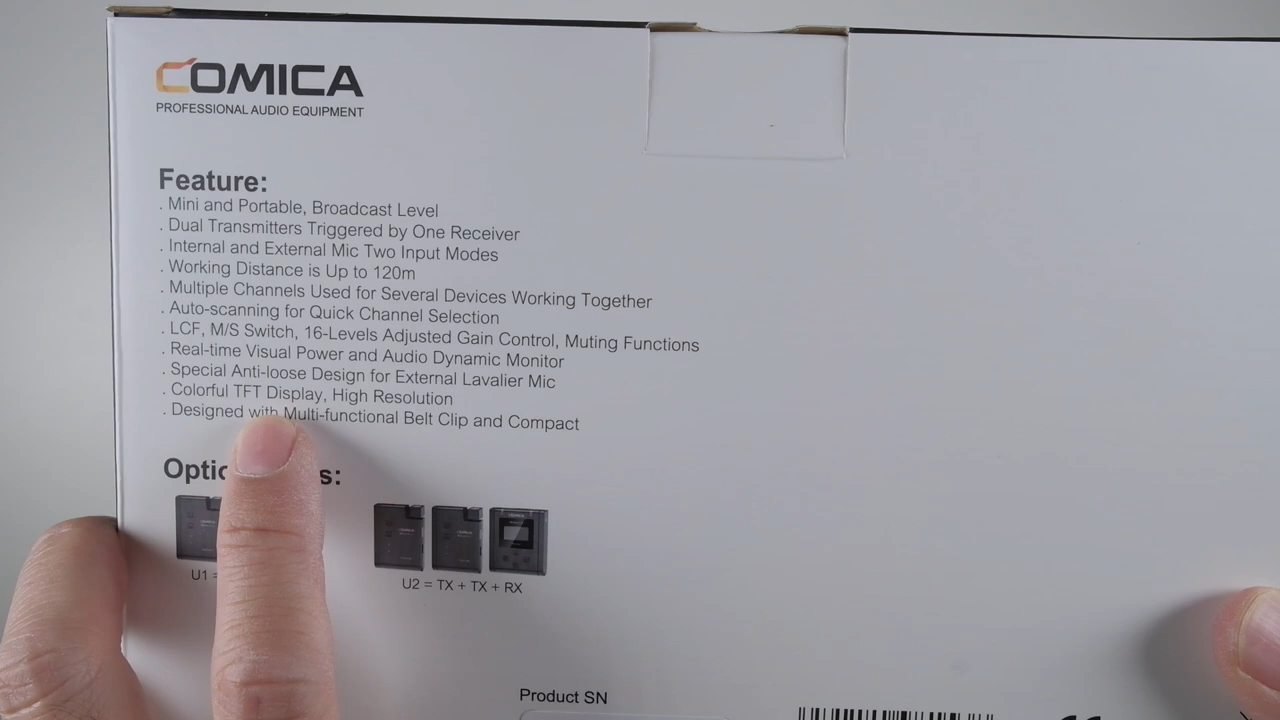 COMICA
PROFESSIONAL AUDIO EQUIPMENT
Feature:
. Mini and Portable, Broadcast Level
. Dual Transmitters Triggered by One Receiver
. Internal and External Mic Two Input Modes
. Working Distance is Up to 120m
. Multiple Channels Used for Several Devices Working Together
. Auto-scanning for Quick Channel Selection
. LCF, M/S Switch, 16-Levels Adjusted Gain Control, Muting Functions
. Real-time Visual Power and Audio Dynamic Monitor
. Special Anti-loose Design for External Lavalier Mic
. Colorful TFT Display, High Resolution
. Designed with Multi-functional Belt Clip and Compact
U1 =
U2 = TX + TX + RX
Product SN